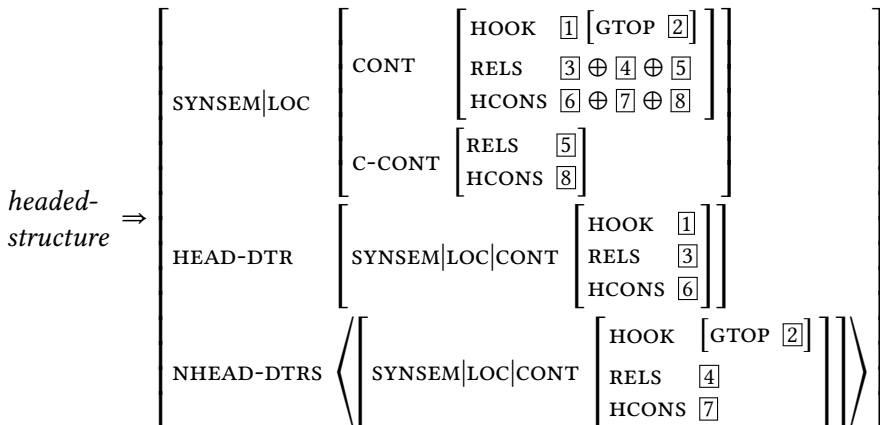 HOOK 1 [GTOP 2]
CONT RELS 3 ⊕ 4 ⊕ 5
HCONS 6 ⊕ 7 ⊕ 8
SYNSEM|LOC
C-CONT RELS 5
HCONS 8
headed-
structure ⇒
HOOK 1
HEAD-DTR SYNSEM|LOC|CONT RELS 3
HCONS 6
HOOK [GTOP 2]
NHEAD-DTRS ⟨ SYNSEM|LOC|CONT RELS 4 ⟩
HCONS 7